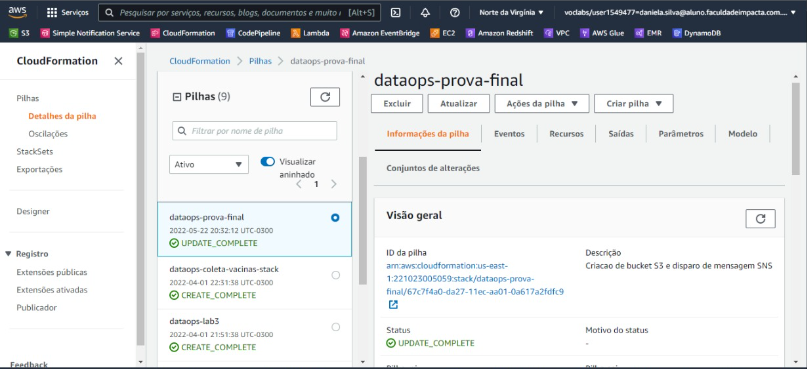 aws
Serviços
Pesquisar por serviços, recursos, blogs, documentos e muito r [Alt+S]
Norte da Virgínia
voclabs/user1549477=daniela.silva@aluno.faculdadeimpacta.com....
S3
Simple Notification Service
CloudFormation
CodePipeline
Lambda
Amazon EventBridge
EC2
Amazon Redshift
VPC
AWS Glue
EMR
DynamoDB
CloudFormation
Pilhas
Detalhes da pilha
Oscilações
StackSets
Exportações
Designer
Registro
Extensões públicas
Extensões ativadas
Publicador
Feedback
CloudFormation
Pilhas
dataops-prova-final
Pilhas (9)
Filtrar por nome de pilha
Ativo
Visualizar
aninhado
1
dataops-prova-final
2022-05-22 20:32:12 UTC-0300
UPDATE_COMPLETE
dataops-coleta-vacinas-stack
2022-04-01 22:31:38 UTC-0300
CREATE_COMPLETE
dataops-lab3
2022-04-01 21:51:38 UTC-0300
CREATE_COMPLETE
dataops-prova-final
Excluir
Atualizar
Ações da pilha
Criar pilha
Informações da pilha
Eventos
Recursos
Saídas
Parâmetros
Modelo
Conjuntos de alterações
Visão geral
ID da pilha
arn:aws:cloudformation:us-east-
1:221023005059:stack/dataops-prova-
final/67c7f4a0-da27-11ec-aa01-0a617a2fdfc9
Descrição
Criacao de bucket S3 e disparo de mensagem SNS
Status
UPDATE_COMPLETE
Motivo do status
-